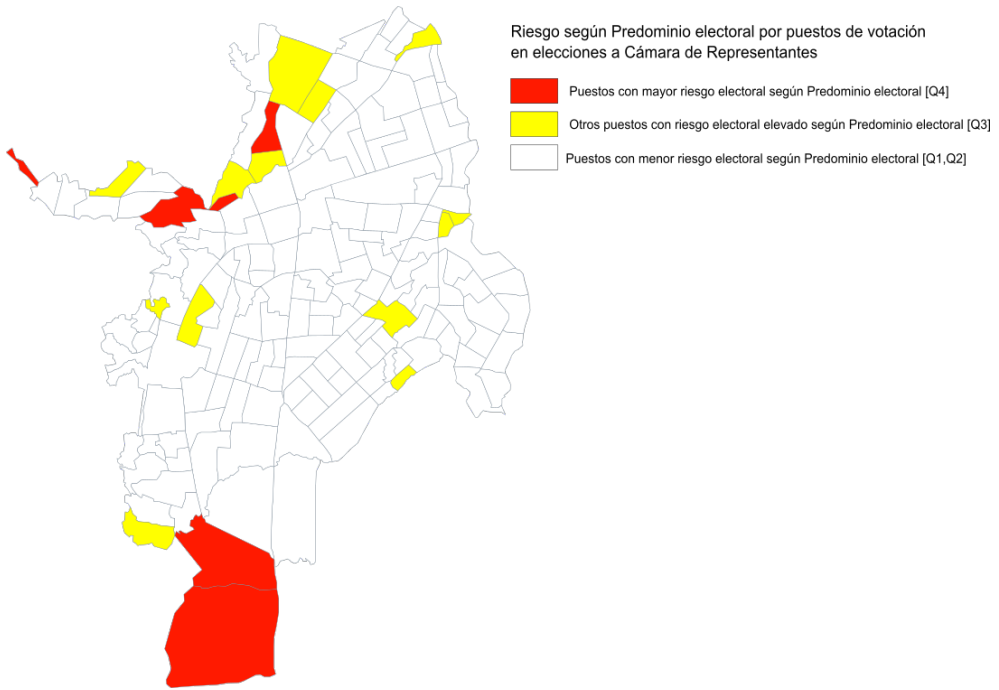 Riesgo según Predominio electoral por puestos de votación
en elecciones a Cámara de Representantes
Puestos con mayor riesgo electoral según Predominio electoral [Q4]
Otros puestos con riesgo electoral elevado según Predominio electoral [Q3]
Puestos con menor riesgo electoral según Predominio electoral [Q1,Q2]